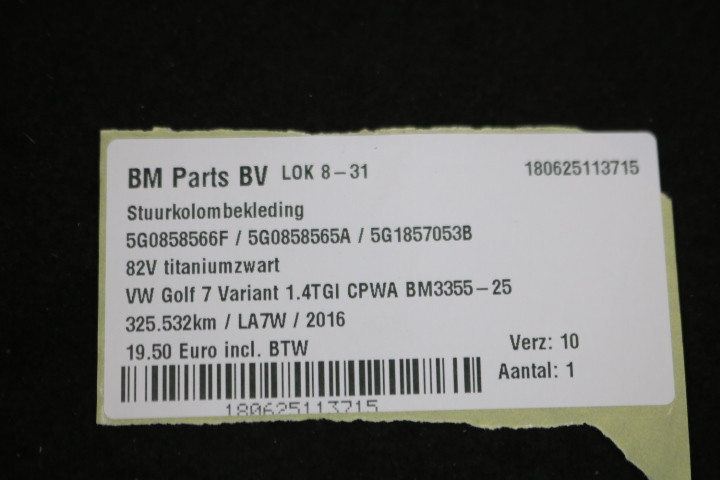 BM Parts BV LOK 8-31 180625113715
Stuurkolombekleding
5G0858566F / 5G0858565A / 5G1857053B
82V titaniumzwart
VW Golf 7 Variant 1.4TGI CPWA BM3355-25
325.532km / LA7W / 2016
19.50 Euro incl. BTW Verz: 10
Aantal: 1
180625113715